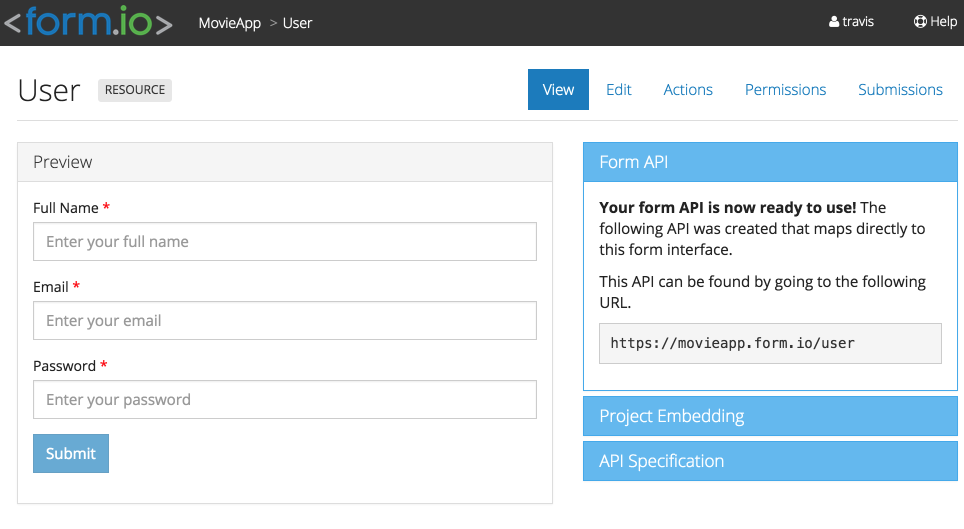 <form.io>
MovieApp > User
travis
Help
User
RESOURCE
View
Edit
Actions
Permissions
Submissions
Preview
Full Name *
Enter your full name
Email *
Enter your email
Password *
Enter your password
Submit
Form API
Your form API is now ready to use! The
following API was created that maps directly to
this form interface.
This API can be found by going to the following
URL.
https://movieapp.form.io/user
Project Embedding
API Specification